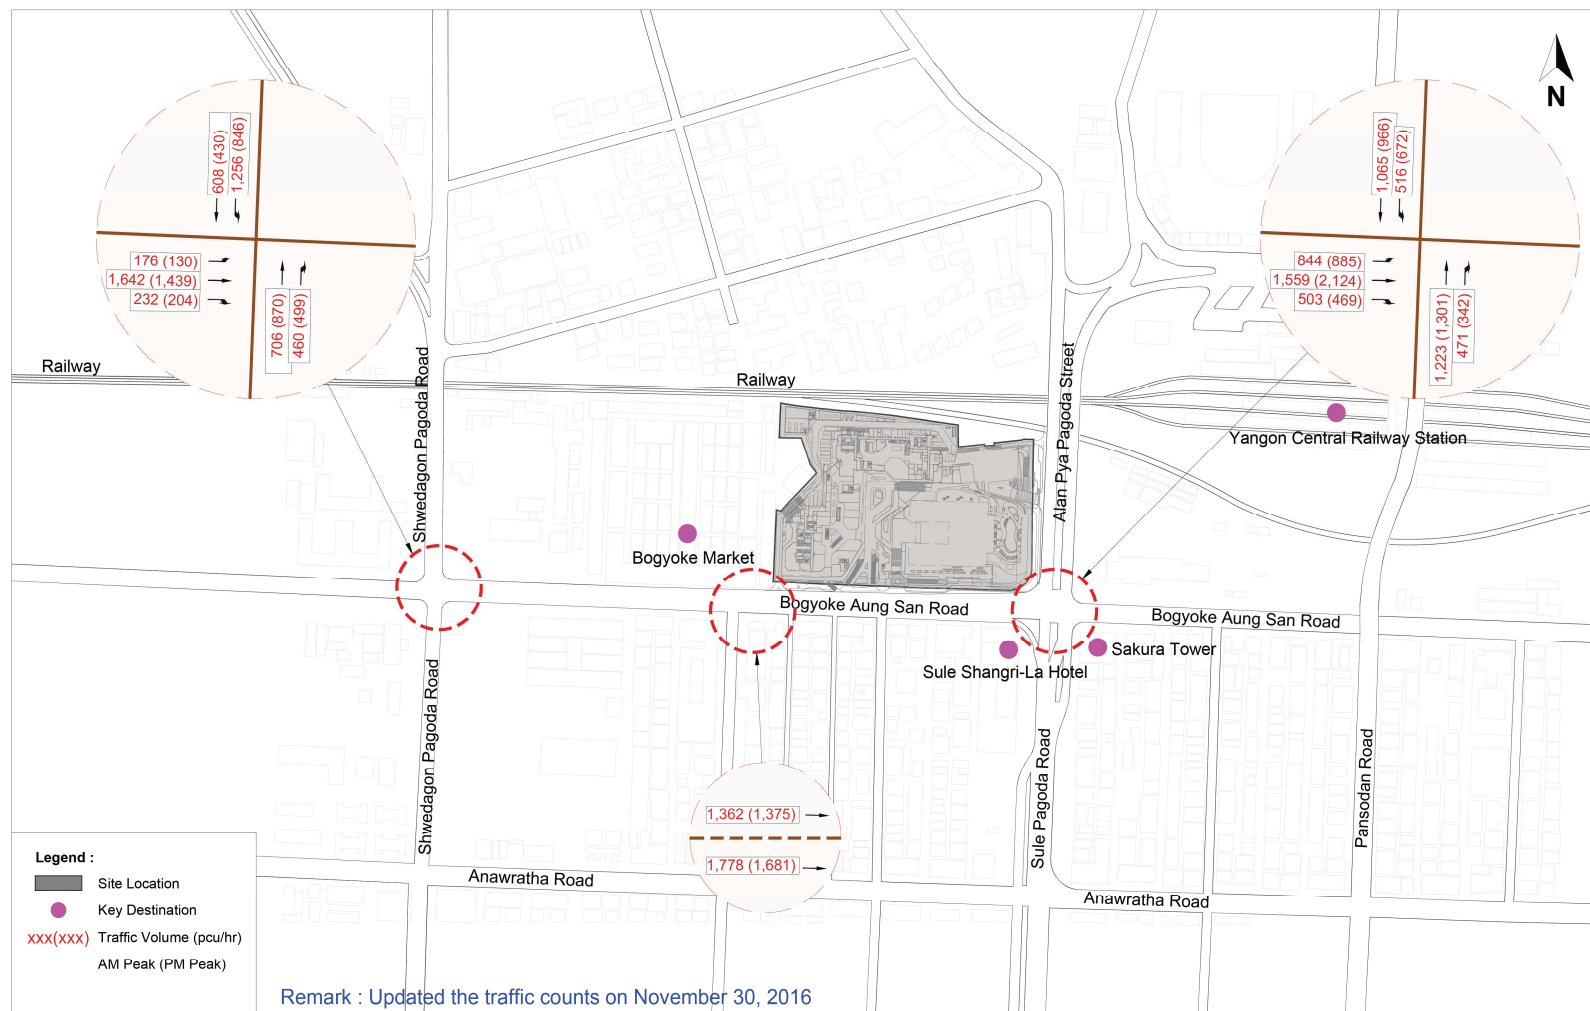 N
608 (430)
1,256 (846)
176 (130)
1,642 (1,439)
232 (204)
706 (870)
460 (499)
1,065 (966)
516 (672)
844 (885)
1,559 (2,124)
503 (469)
1,223 (1,301)
471 (342)
Railway
Railway
Shwedagon Pagoda Road
Alan Pya Pagoda Street
Yangon Central Railway Station
Bogyoke Market
Bogyoke Aung San Road
Bogyoke Aung San Road
Sakura Tower
Sule Shangri-La Hotel
Shwedagon Pagoda Road
Sule Pagoda Road
Pansodan Road
1,362 (1,375)
1,778 (1,681)
Anawratha Road
Anawratha Road
Legend :
Site Location
Key Destination
xxx(xxx) Traffic Volume (pcu/hr)
AM Peak (PM Peak)
Remark : Updated the traffic counts on November 30, 2016